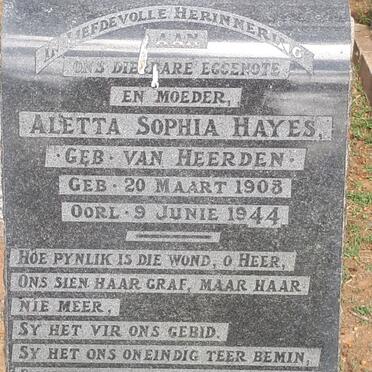 IN LIEFDEVOLLE HERINNERING
AAN
ONS DIERBARE EGGENOTE
EN MOEDER,
ALETTA SOPHIA HAYES,
GEB · VAN HEERDEN ·
GEB · 20 MAART 1903
OORL · 9 JUNIE 1944
HOE PYNLIK IS DIE WOND, O HEER,
ONS SIEN HAAR GRAF, MAAR HAAR
NIE MEER,
SY HET VIR ONS GEBID,
SY HET ONS ONEINDIG TEER BEMIN,